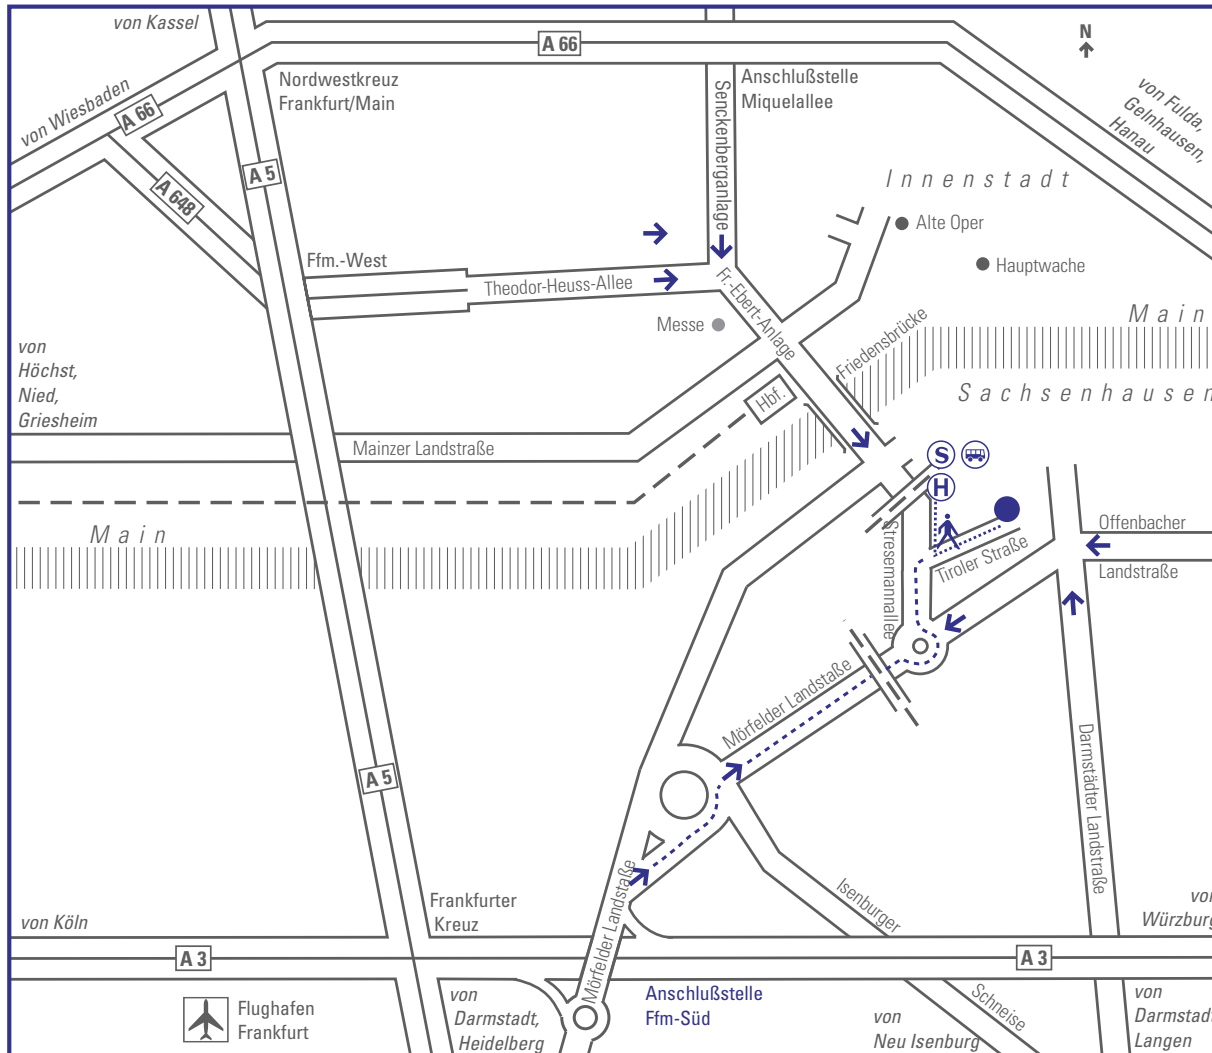 von Kassel
A 66
N
von Wiesbaden
A 66
Nordwestkreuz
Frankfurt/Main
Senckenberganlage
Anschlußstelle
Miquelallee
von Fulda,
Gelnhausen,
Hanau
A 5
A 648
Innenstadt
Alte Oper
Hauptwache
Ffm.-West
Theodor-Heuss-Allee
Fr.-Ebert-Anlage
Messe
Friedensbrücke
Main
von
Höchst,
Nied,
Griesheim
Sachsenhausen
Hbf.
Mainzer Landstraße
S
H
Main
Stresemannallee
Tiroler Straße
Offenbacher
Landstraße
Mörfelder Landstaße
Darmstädter Landstraße
A 5
Mörfelder Landstaße
Isenburger
Schneise
Frankfurter
Kreuz
von Köln
von
Würzburg
A 3
A 3
Flughafen
Frankfurt
von
Darmstadt,
Heidelberg
Anschlußstelle
Ffm-Süd
von
Neu Isenburg
von
Darmstadt
Langen